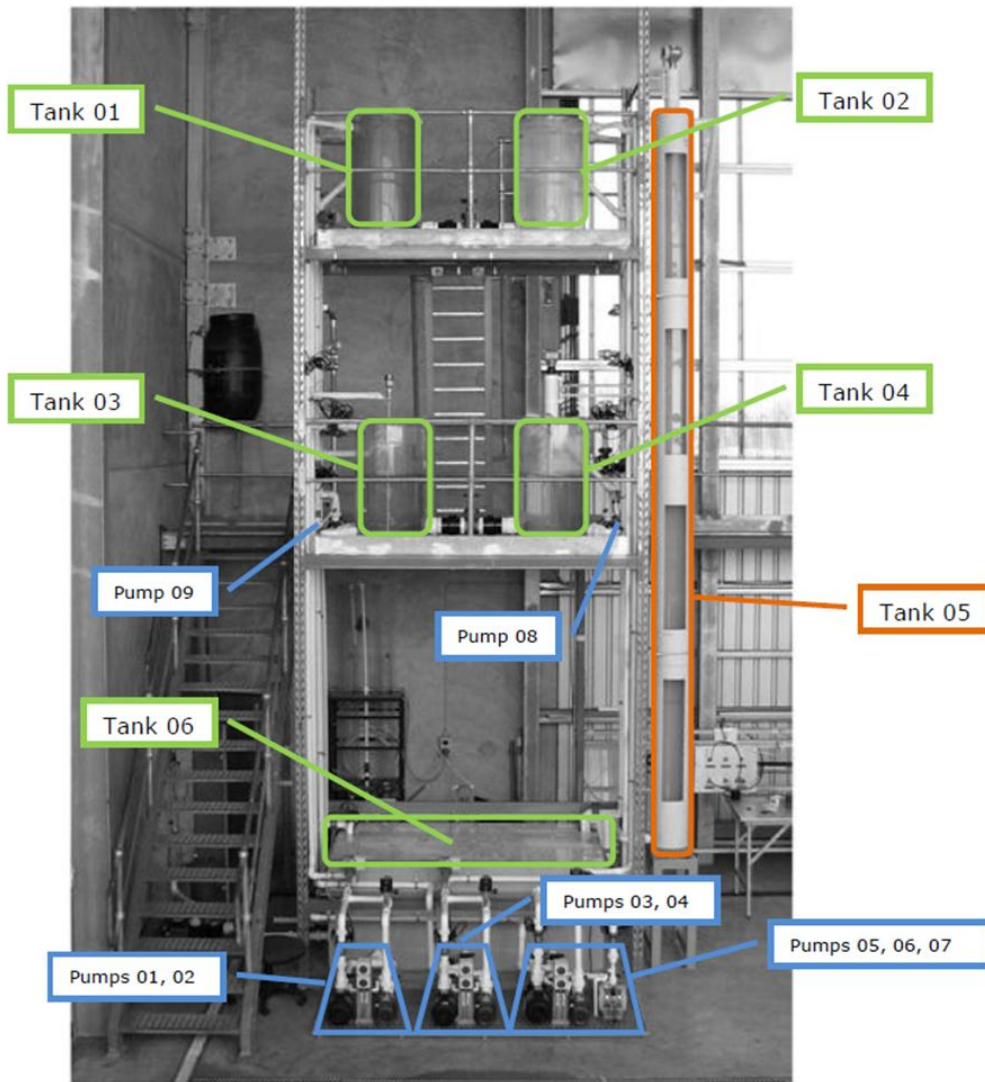 Tank 01
Tank 02
Tank 03
Tank 04
Pump 09
Pump 08
Tank 05
Tank 06
Pumps 03, 04
Pumps 01, 02
Pumps 05, 06, 07